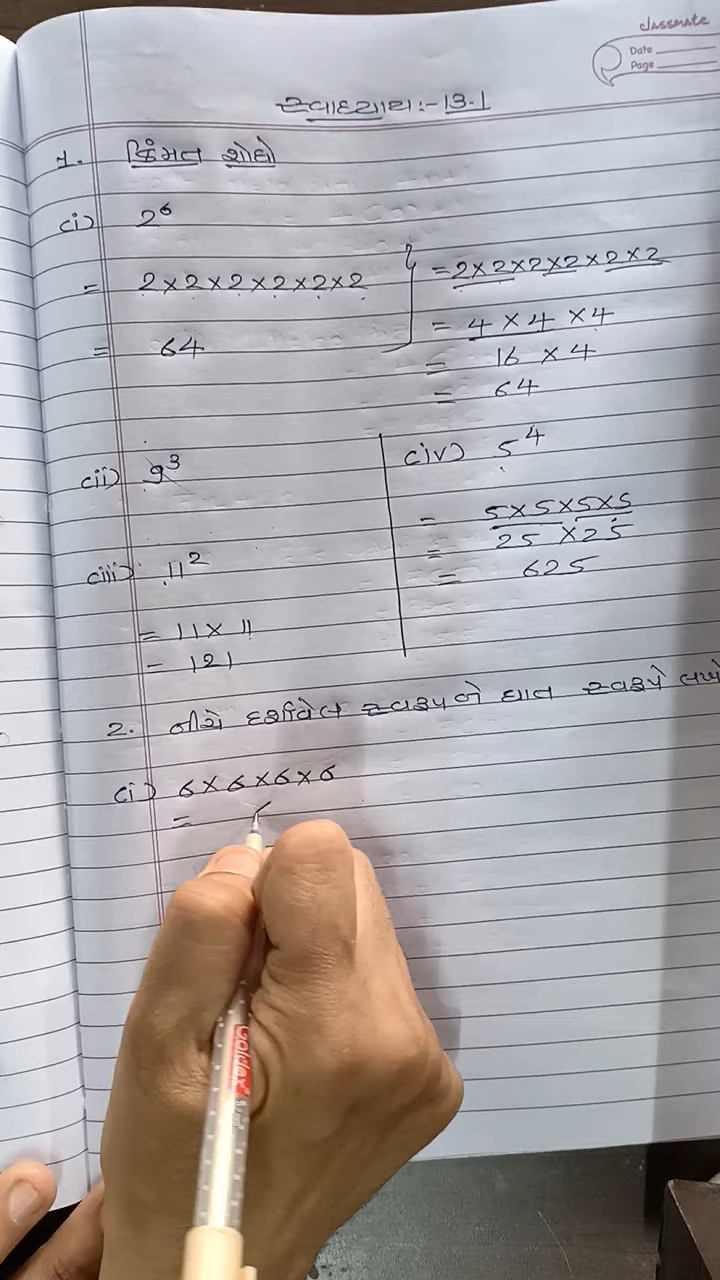 classmate
Date
Page
સ્વાધ્યાય:- 13.1
1. કિંમત શોધો
(i) 2⁶
= 2×2×2×2×2×2
= 64
= 2×2×2×2×2×2
= 4×4×4
= 16×4
= 64
(ii) 9³
(iii) 11²
= 11×11
= 121
(iv) 5⁴
= 5×5×5×5
= 25×25
= 625
2. નીચે દર્શાવેલ સ્વરૂપને ઘાત સ્વરૂપે લખો
(i) 6×6×6×6
=